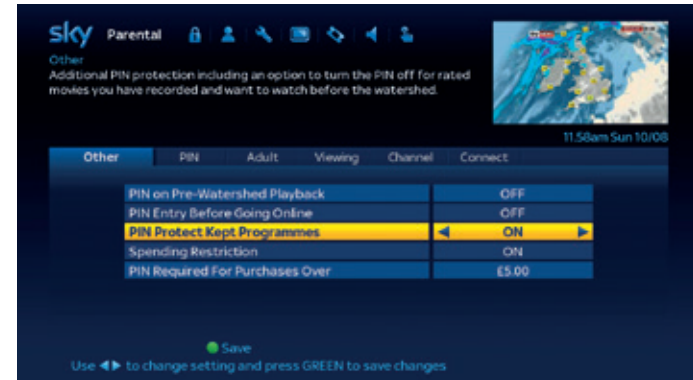 sky Parental
Other
Additional PIN protection including an option to turn the PIN off for rated
movies you have recorded and want to watch before the watershed.
11.58am Sun 10/08
Other PIN Adult Viewing Channel Connect
PIN on Pre-Watershed Playback OFF
PIN Entry Before Going Online OFF
PIN Protect Kept Programmes ON
Spending Restriction ON
PIN Required For Purchases Over £5.00
Save
Use ◀▶ to change setting and press GREEN to save changes